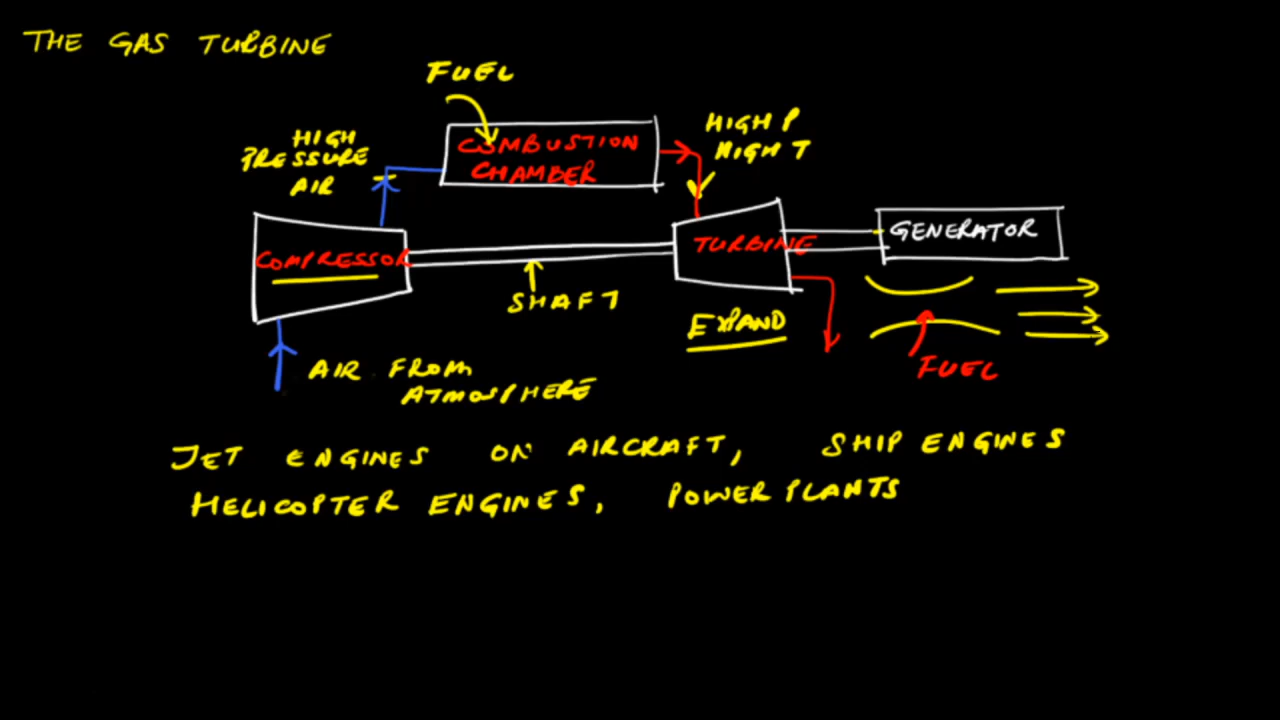 THE GAS TURBINE
FUEL
HIGH
PRESSURE
AIR
COMBUSTION
CHAMBER
HIGH P
HIGH T
COMPRESSOR
TURBINE
GENERATOR
SHAFT
EXPAND
FUEL
AIR FROM
ATMOSPHERE
JET ENGINES ON AIRCRAFT, SHIP ENGINES
HELICOPTER ENGINES, POWER PLANTS